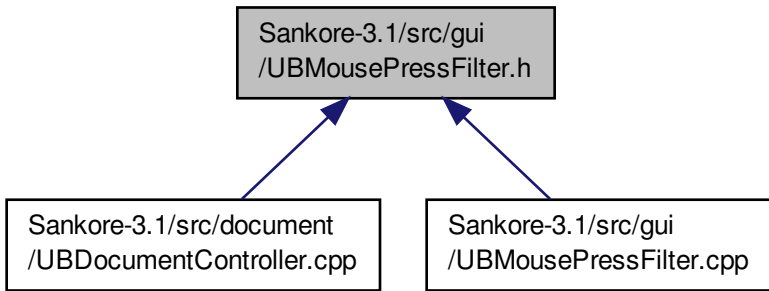 Sankore-3.1/src/gui
/UBMousePressFilter.h
Sankore-3.1/src/document
/UBDocumentController.cpp
Sankore-3.1/src/gui
/UBMousePressFilter.cpp